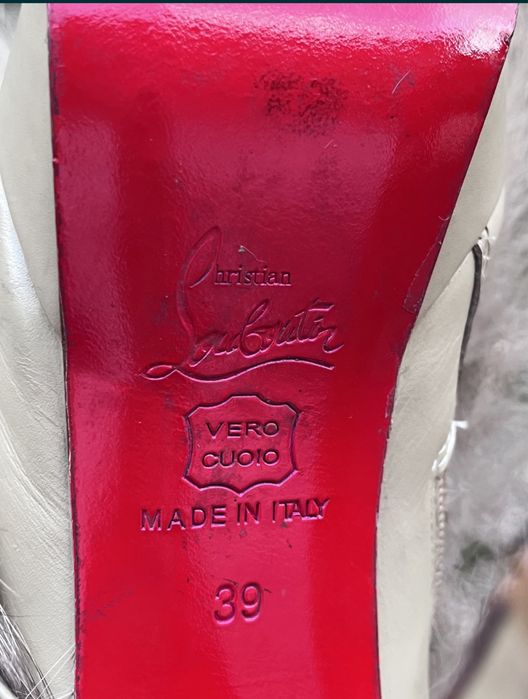 Christian
Louboutin
VERO
CUOIO
MADE IN ITALY
39